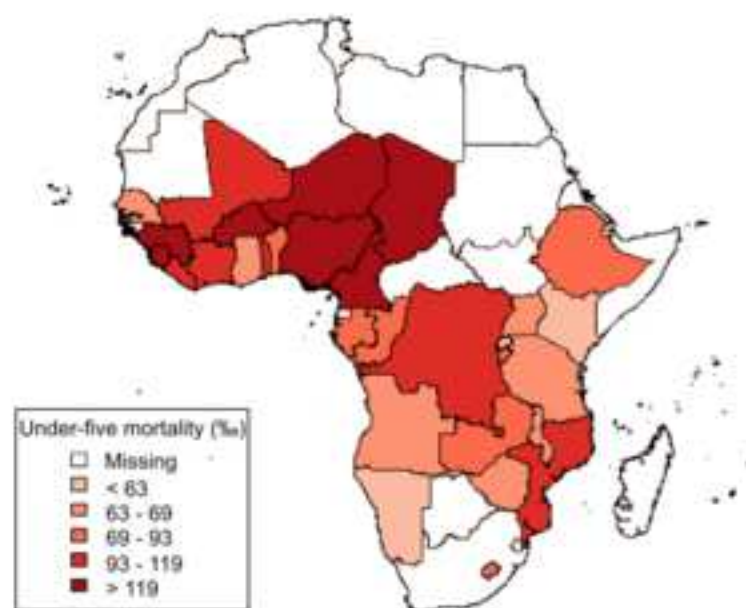 Under-five mortality (‰)
Missing
< 63
63 - 69
69 - 93
93 - 119
> 119